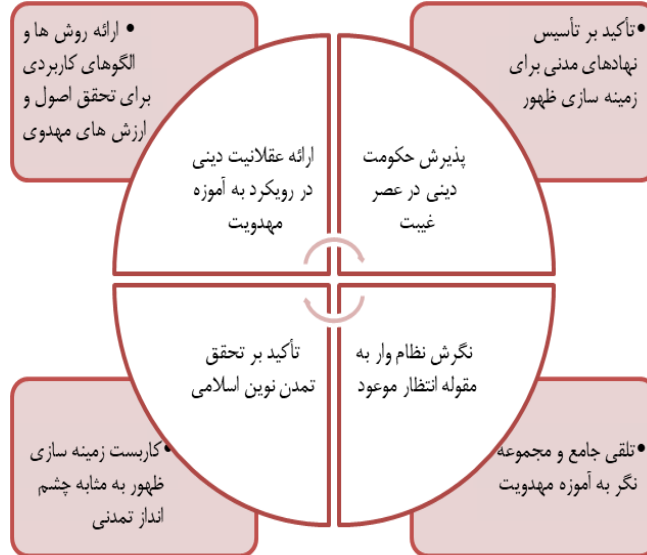 •تأکید بر تأسیس
نهادهای مدنی برای
زمینه سازی ظهور
• ارائه روش ها و
الگوهای کاربردی
برای تحقق اصول و
ارزش های مهدوی
پذیرش حکومت
دینی در عصر
غیبت
ارائه عقلانیت دینی
در رویکرد به آموزه
مهدویت
نگرش نظام وار به
مقوله انتظار موعود
تأکید بر تحقق
تمدن نوین اسلامی
•تلقی جامع و مجموعه
نگر به آموزه مهدویت
•کاربست زمینه سازی
ظهور به مثابه چشم
انداز تمدنی